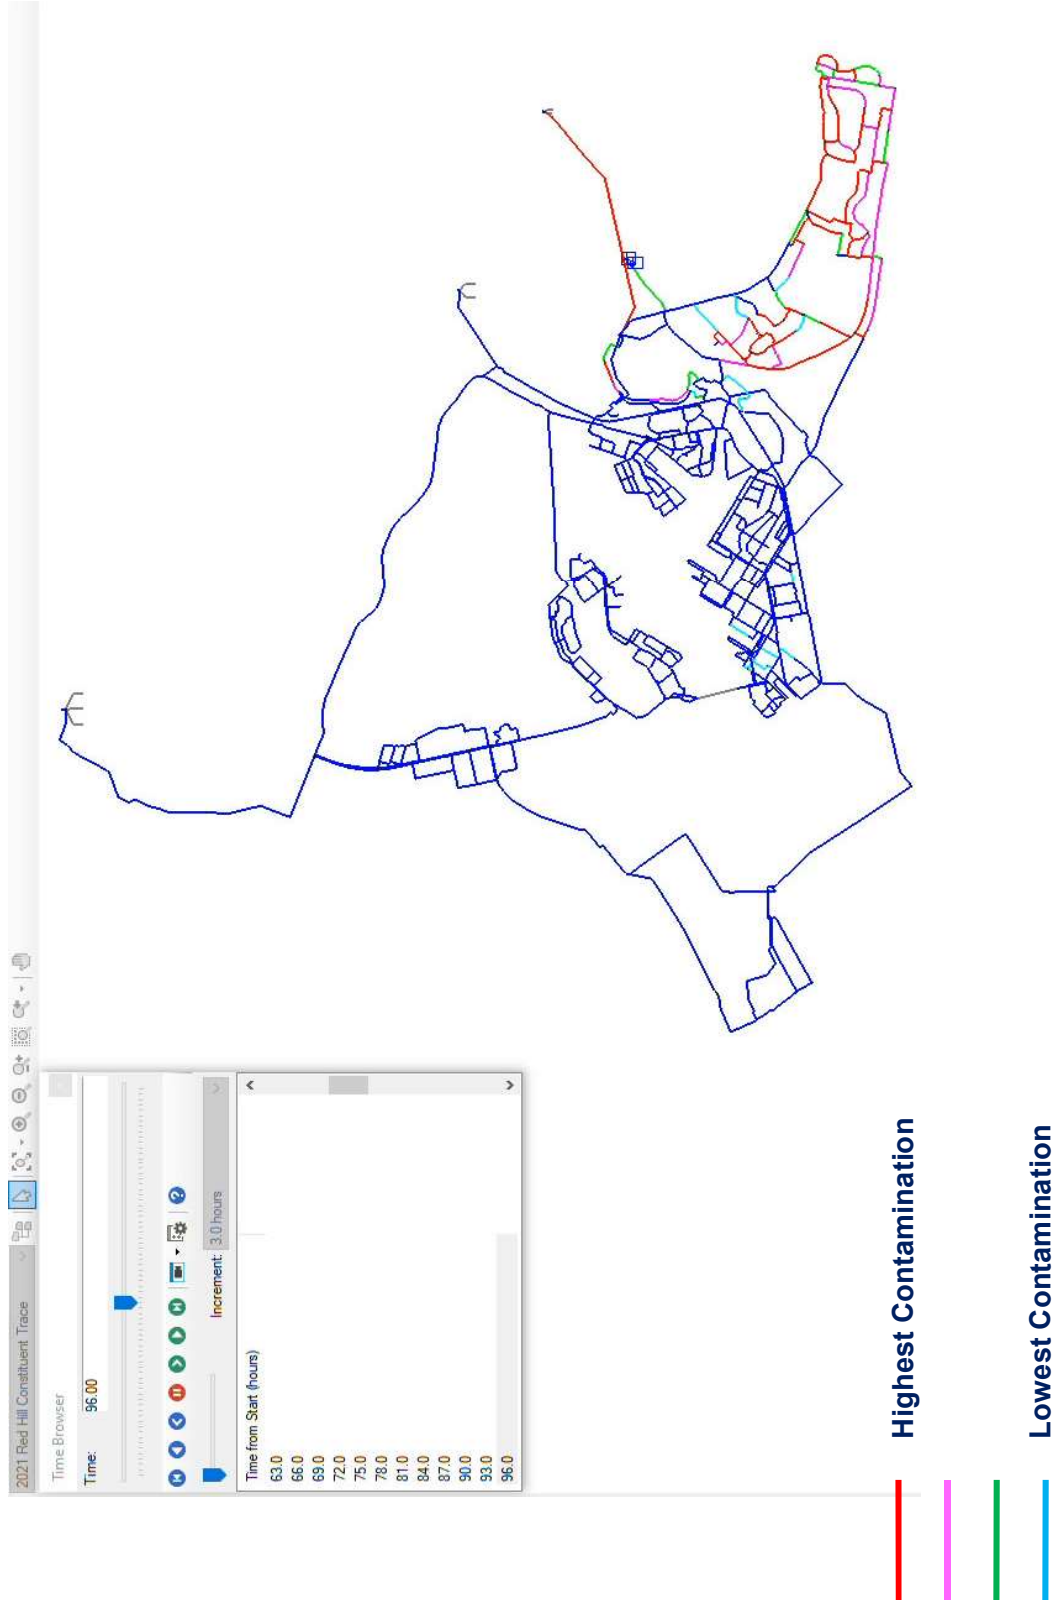 2021 Red Hill Constituent Trace
Time Browser
Time: 96.00
Increment: 3.0 hours
Time from Start (hours)
63.0
66.0
69.0
72.0
75.0
78.0
81.0
84.0
87.0
90.0
93.0
96.0
Highest Contamination
Lowest Contamination